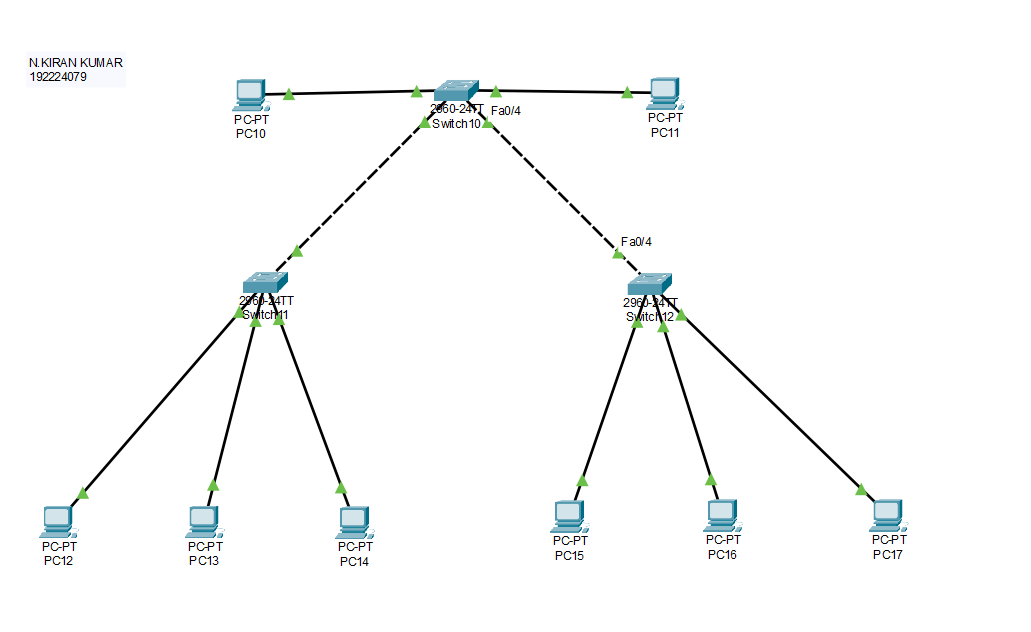 N.KIRAN KUMAR
192224079
PC-PT
PC10
2960-24TT
Switch10
Fa0/4
PC-PT
PC11
Fa0/4
2960-24TT
Switch11
2960-24TT
Switch12
PC-PT
PC12
PC-PT
PC13
PC-PT
PC14
PC-PT
PC15
PC-PT
PC16
PC-PT
PC17